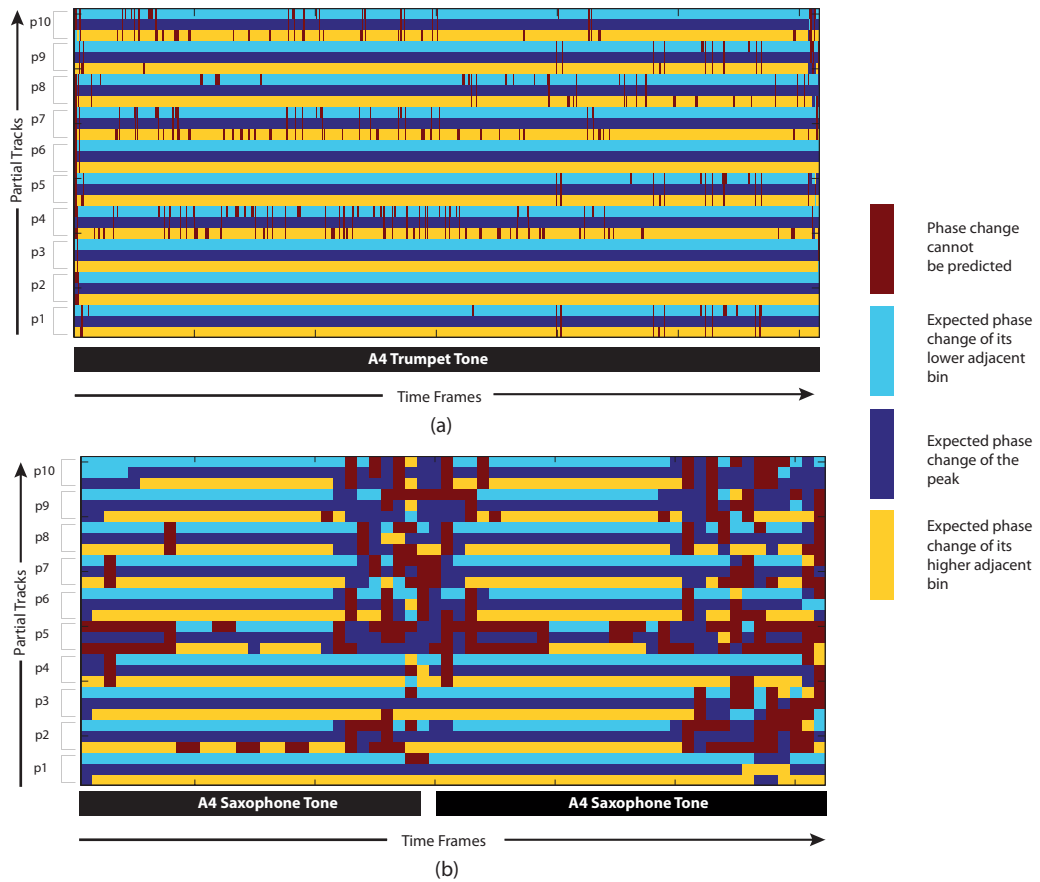 p10
p9
p8
p7
p6
p5
p4
p3
p2
p1
Partial Tracks
A4 Trumpet Tone
Time Frames
(a)
Phase change
cannot
be predicted
Expected phase
change of its
lower adjacent
bin
Expected phase
change of the
peak
Expected phase
change of its
higher adjacent
bin
p10
p9
p8
p7
p6
p5
p4
p3
p2
p1
Partial Tracks
A4 Saxophone Tone
A4 Saxophone Tone
Time Frames
(b)